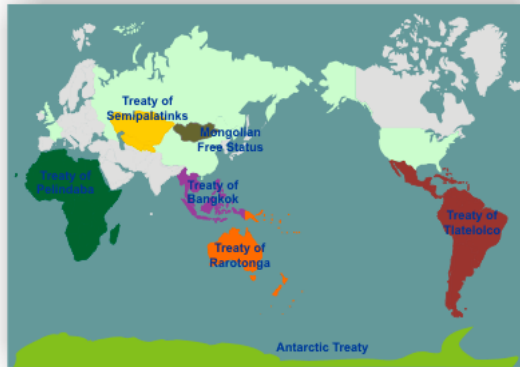 Treaty of
Semipalatinks
Mongolian
Free Status
Treaty of
Pelindaba
Treaty of
Bangkok
Treaty of
Rarotonga
Treaty of
Tlateloico
Antarctic Treaty